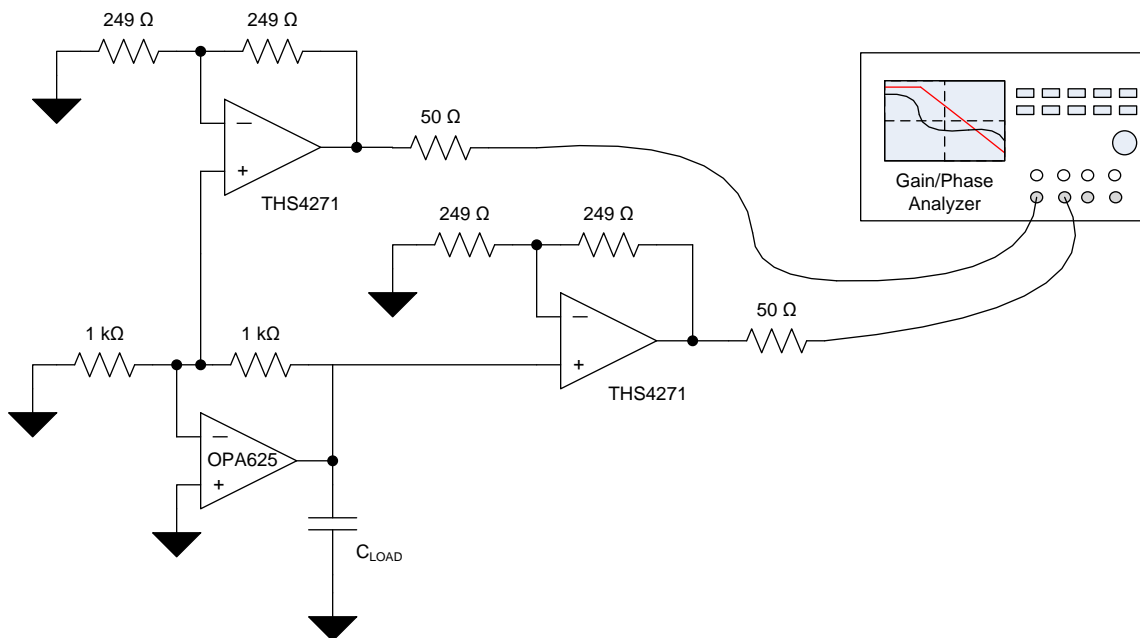 249 Ω
249 Ω
50 Ω
−
+
THS4271
Gain/Phase
Analyzer
249 Ω
249 Ω
50 Ω
−
+
THS4271
1 kΩ
1 kΩ
−
OPA625
+
CLOAD